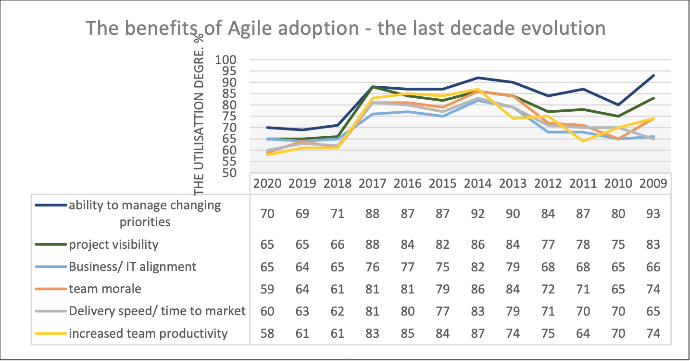 The benefits of Agile adoption - the last decade evolution
THE UTILISATTION DEGRE. %
100
95
90
85
80
75
70
65
60
55
50
2020 2019 2018 2017 2016 2015 2014 2013 2012 2011 2010 2009
ability to manage changing
priorities
70 69 71 88 87 87 92 90 84 87 80 93
project visibility 65 65 66 88 84 82 86 84 77 78 75 83
Business/ IT alignment 65 64 65 76 77 75 82 79 68 68 65 66
team morale 59 64 61 81 81 79 86 84 72 71 65 74
Delivery speed/ time to market 60 63 62 81 80 77 83 79 71 70 70 65
increased team productivity 58 61 61 83 85 84 87 74 75 64 70 74